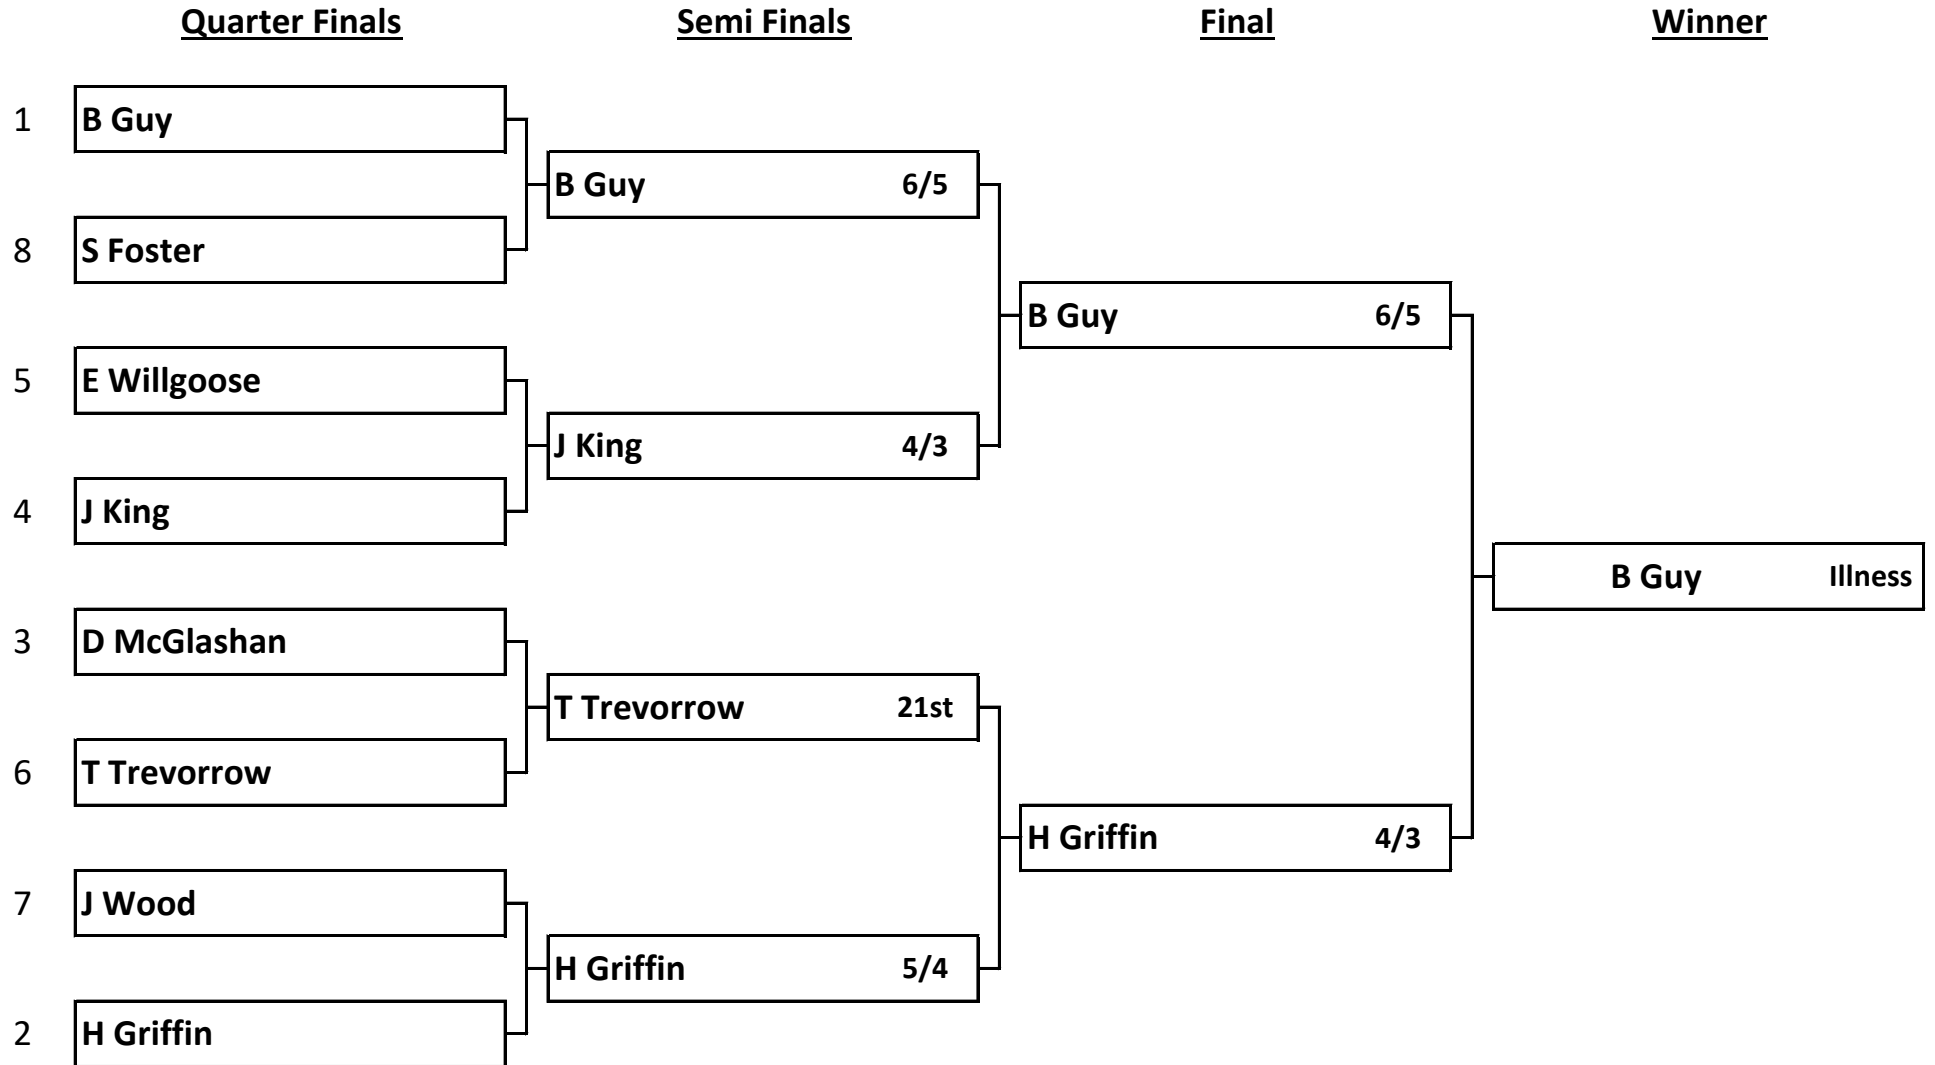 Quarter Finals Semi Finals Final Winner
1 B Guy
B Guy 6/5
8 S Foster
B Guy 6/5
5 E Willgoose
J King 4/3
4 J King
B Guy Illness
3 D McGlashan
T Trevorrow 21st
6 T Trevorrow
H Griffin 4/3
7 J Wood
H Griffin 5/4
2 H Griffin